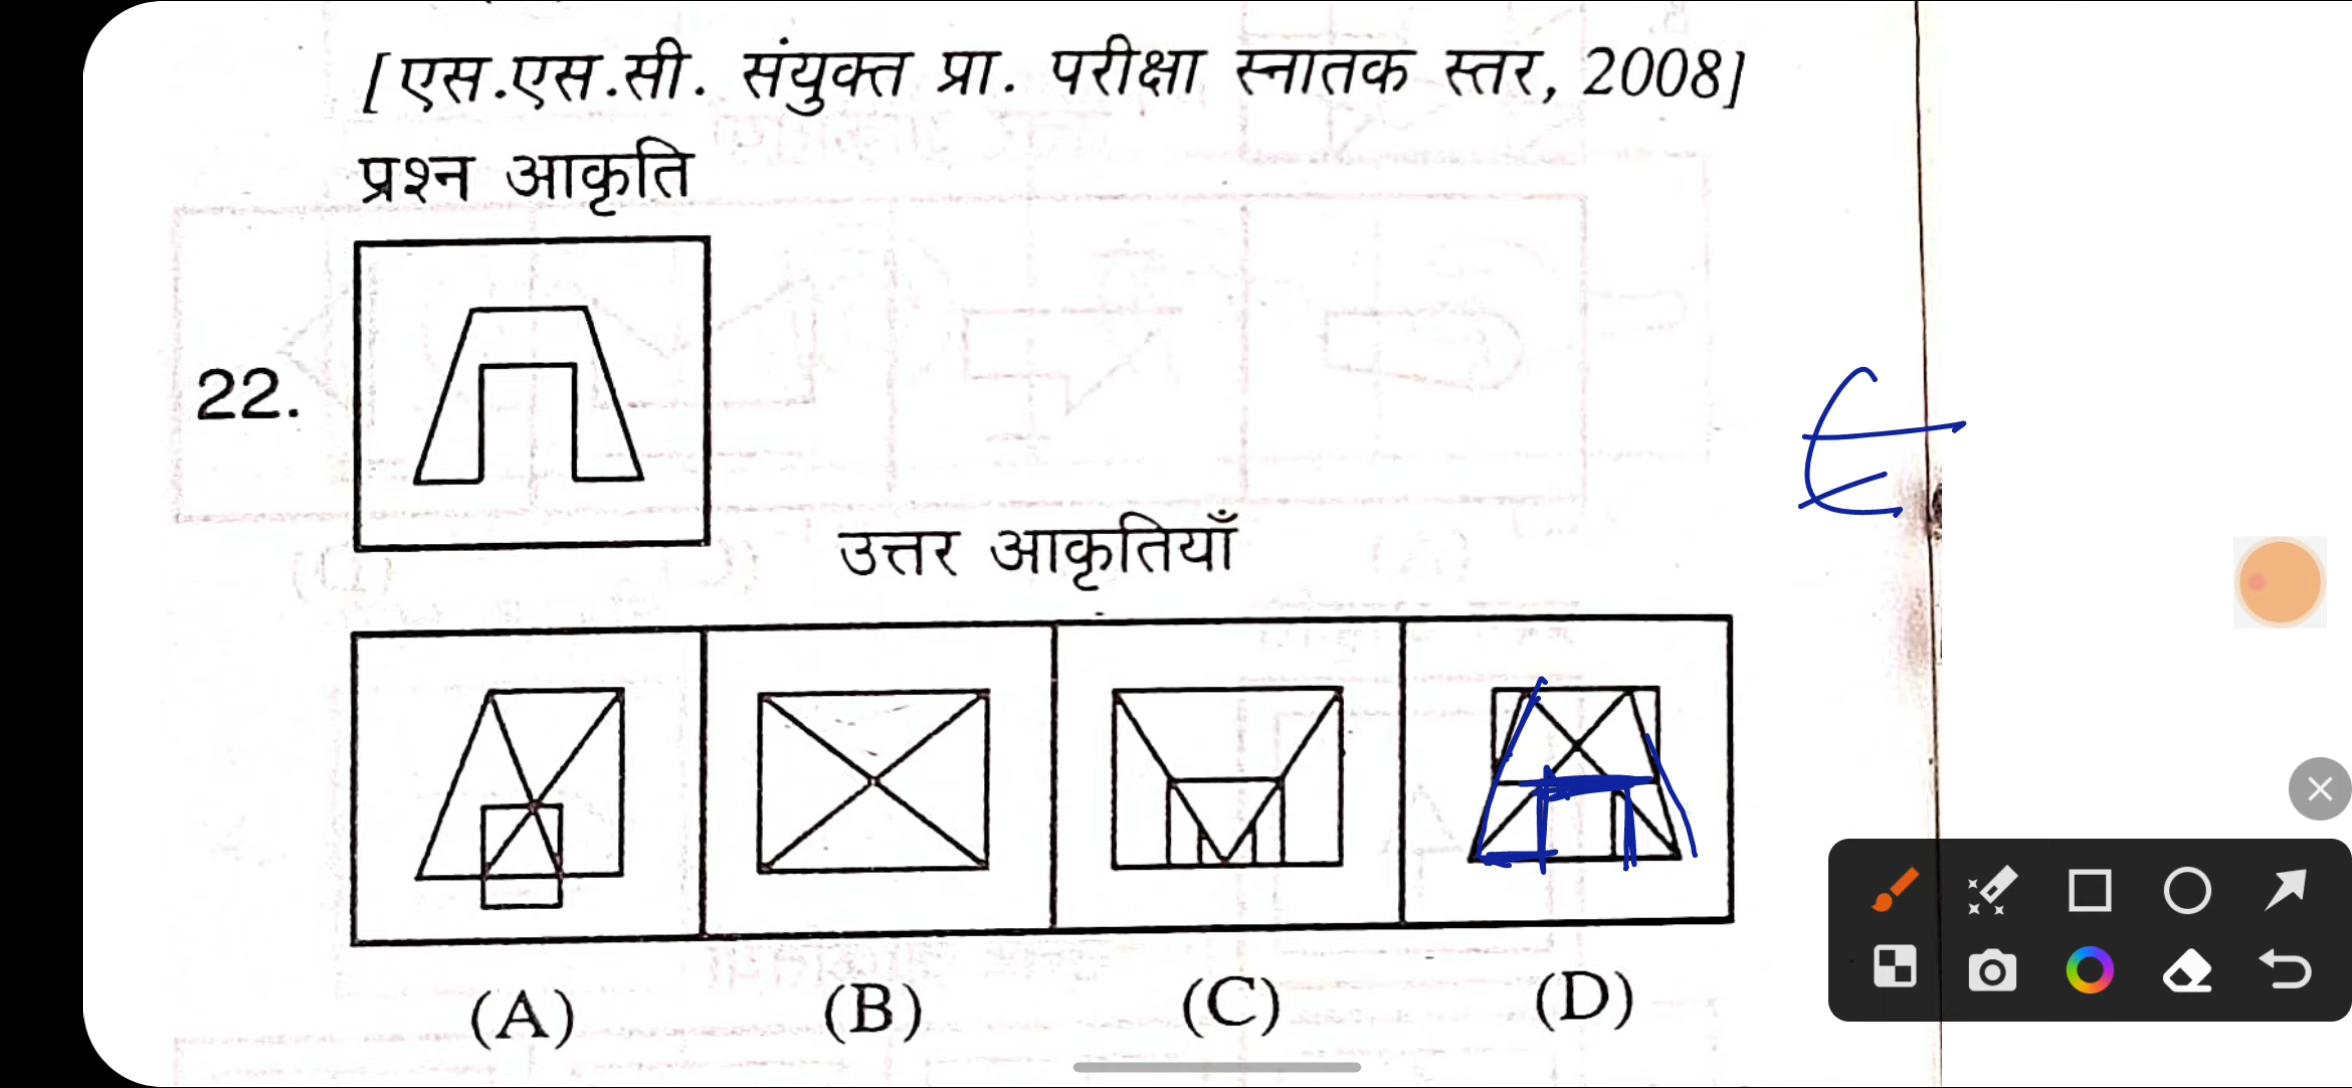 [एस.एस.सी. संयुक्त प्रा. परीक्षा स्नातक स्तर, 2008]
प्रश्न आकृति
22.
उत्तर आकृतियाँ
(A) (B) (C) (D)